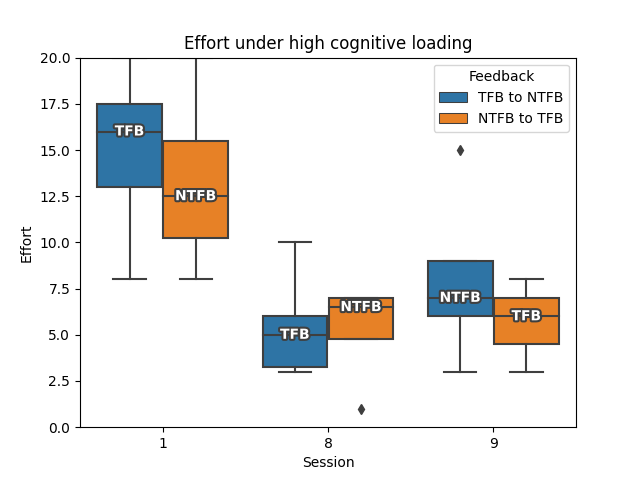 Effort under high cognitive loading
Feedback
TFB to NTFB
NTFB to TFB
Effort
20.0
17.5
15.0
12.5
10.0
7.5
5.0
2.5
0.0
TFB
NTFB
TFB
NTFB
NTFB
TFB
1
8
9
Session